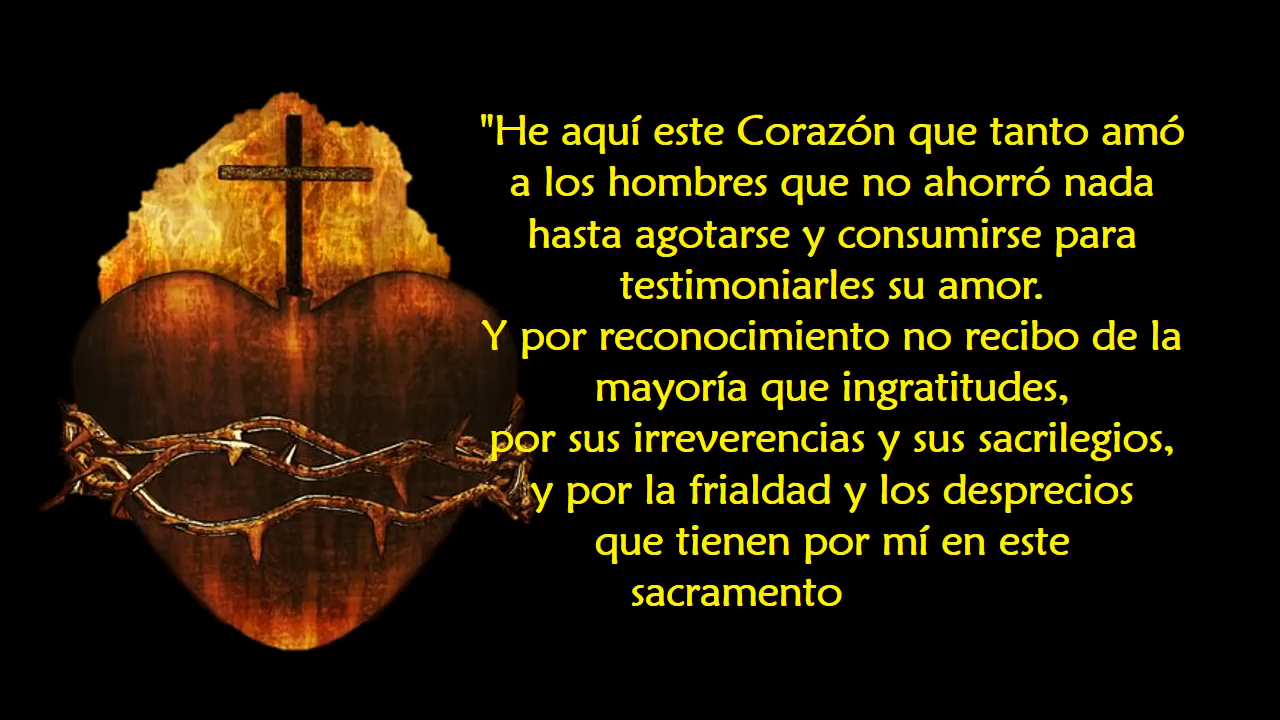 "He aquí este Corazón que tanto amó
a los hombres que no ahorró nada
hasta agotarse y consumirse para
testimoniarles su amor.
Y por reconocimiento no recibo de la
mayoría que ingratitudes,
por sus irreverencias y sus sacrilegios,
y por la frialdad y los desprecios
que tienen por mí en este
sacramento